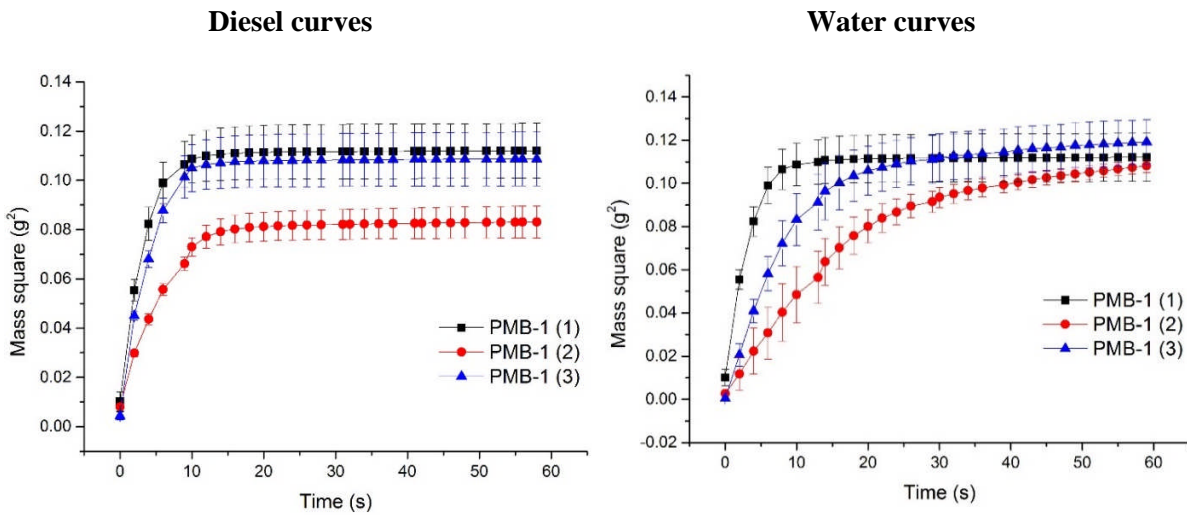 Diesel curves
0.14
0.12
0.10
0.08
0.06
0.04
0.02
0.00
Mass square (g²)
PMB-1 (1)
PMB-1 (2)
PMB-1 (3)
0 10 20 30 40 50 60
Time (s)
Water curves
0.14
0.12
0.10
0.08
0.06
0.04
0.02
0.00
-0.02
Mass square (g²)
PMB-1 (1)
PMB-1 (2)
PMB-1 (3)
0 10 20 30 40 50 60
Time (s)